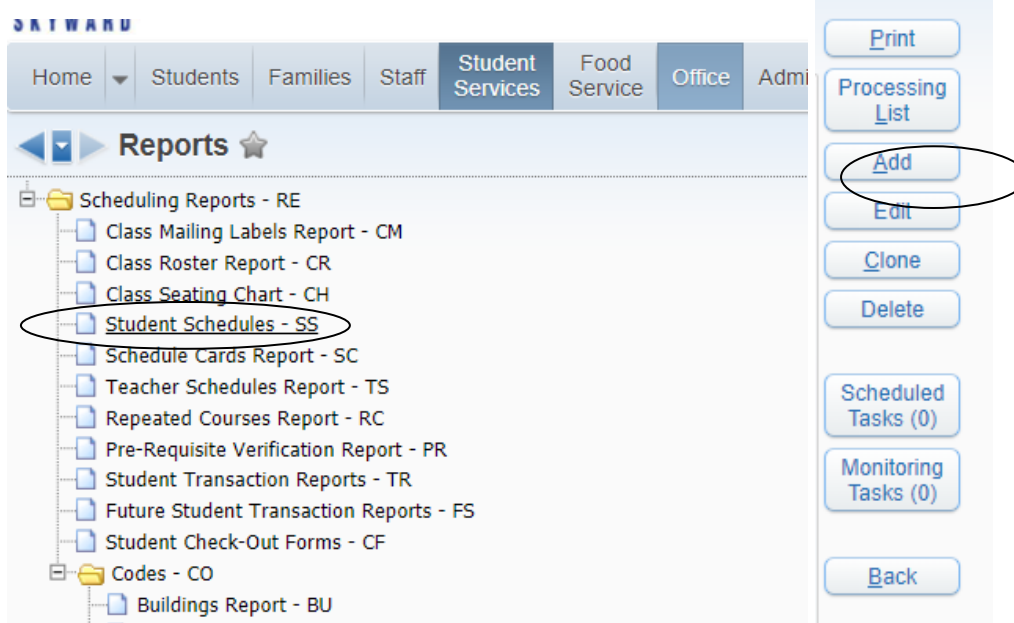 SKYWARD
Home Students Families Staff Student Services Food Service Office Admi
Reports
Scheduling Reports - RE
Class Mailing Labels Report - CM
Class Roster Report - CR
Class Seating Chart - CH
Student Schedules - SS
Schedule Cards Report - SC
Teacher Schedules Report - TS
Repeated Courses Report - RC
Pre-Requisite Verification Report - PR
Student Transaction Reports - TR
Future Student Transaction Reports - FS
Student Check-Out Forms - CF
Codes - CO
Buildings Report - BU
Print
Processing
List
Add
Edit
Clone
Delete
Scheduled
Tasks (0)
Monitoring
Tasks (0)
Back